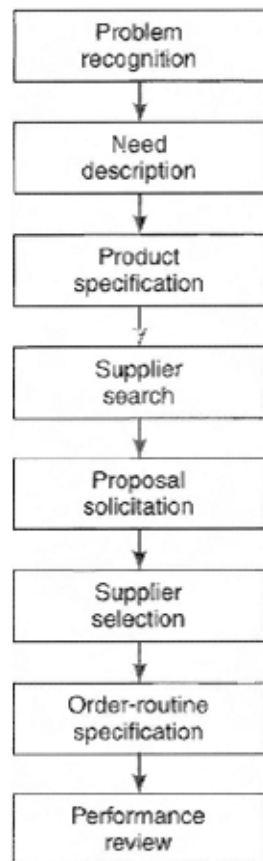 Problem
recognition
Need
description
Product
specification
Supplier
search
Proposal
solicitation
Supplier
selection
Order-routine
specification
Performance
review